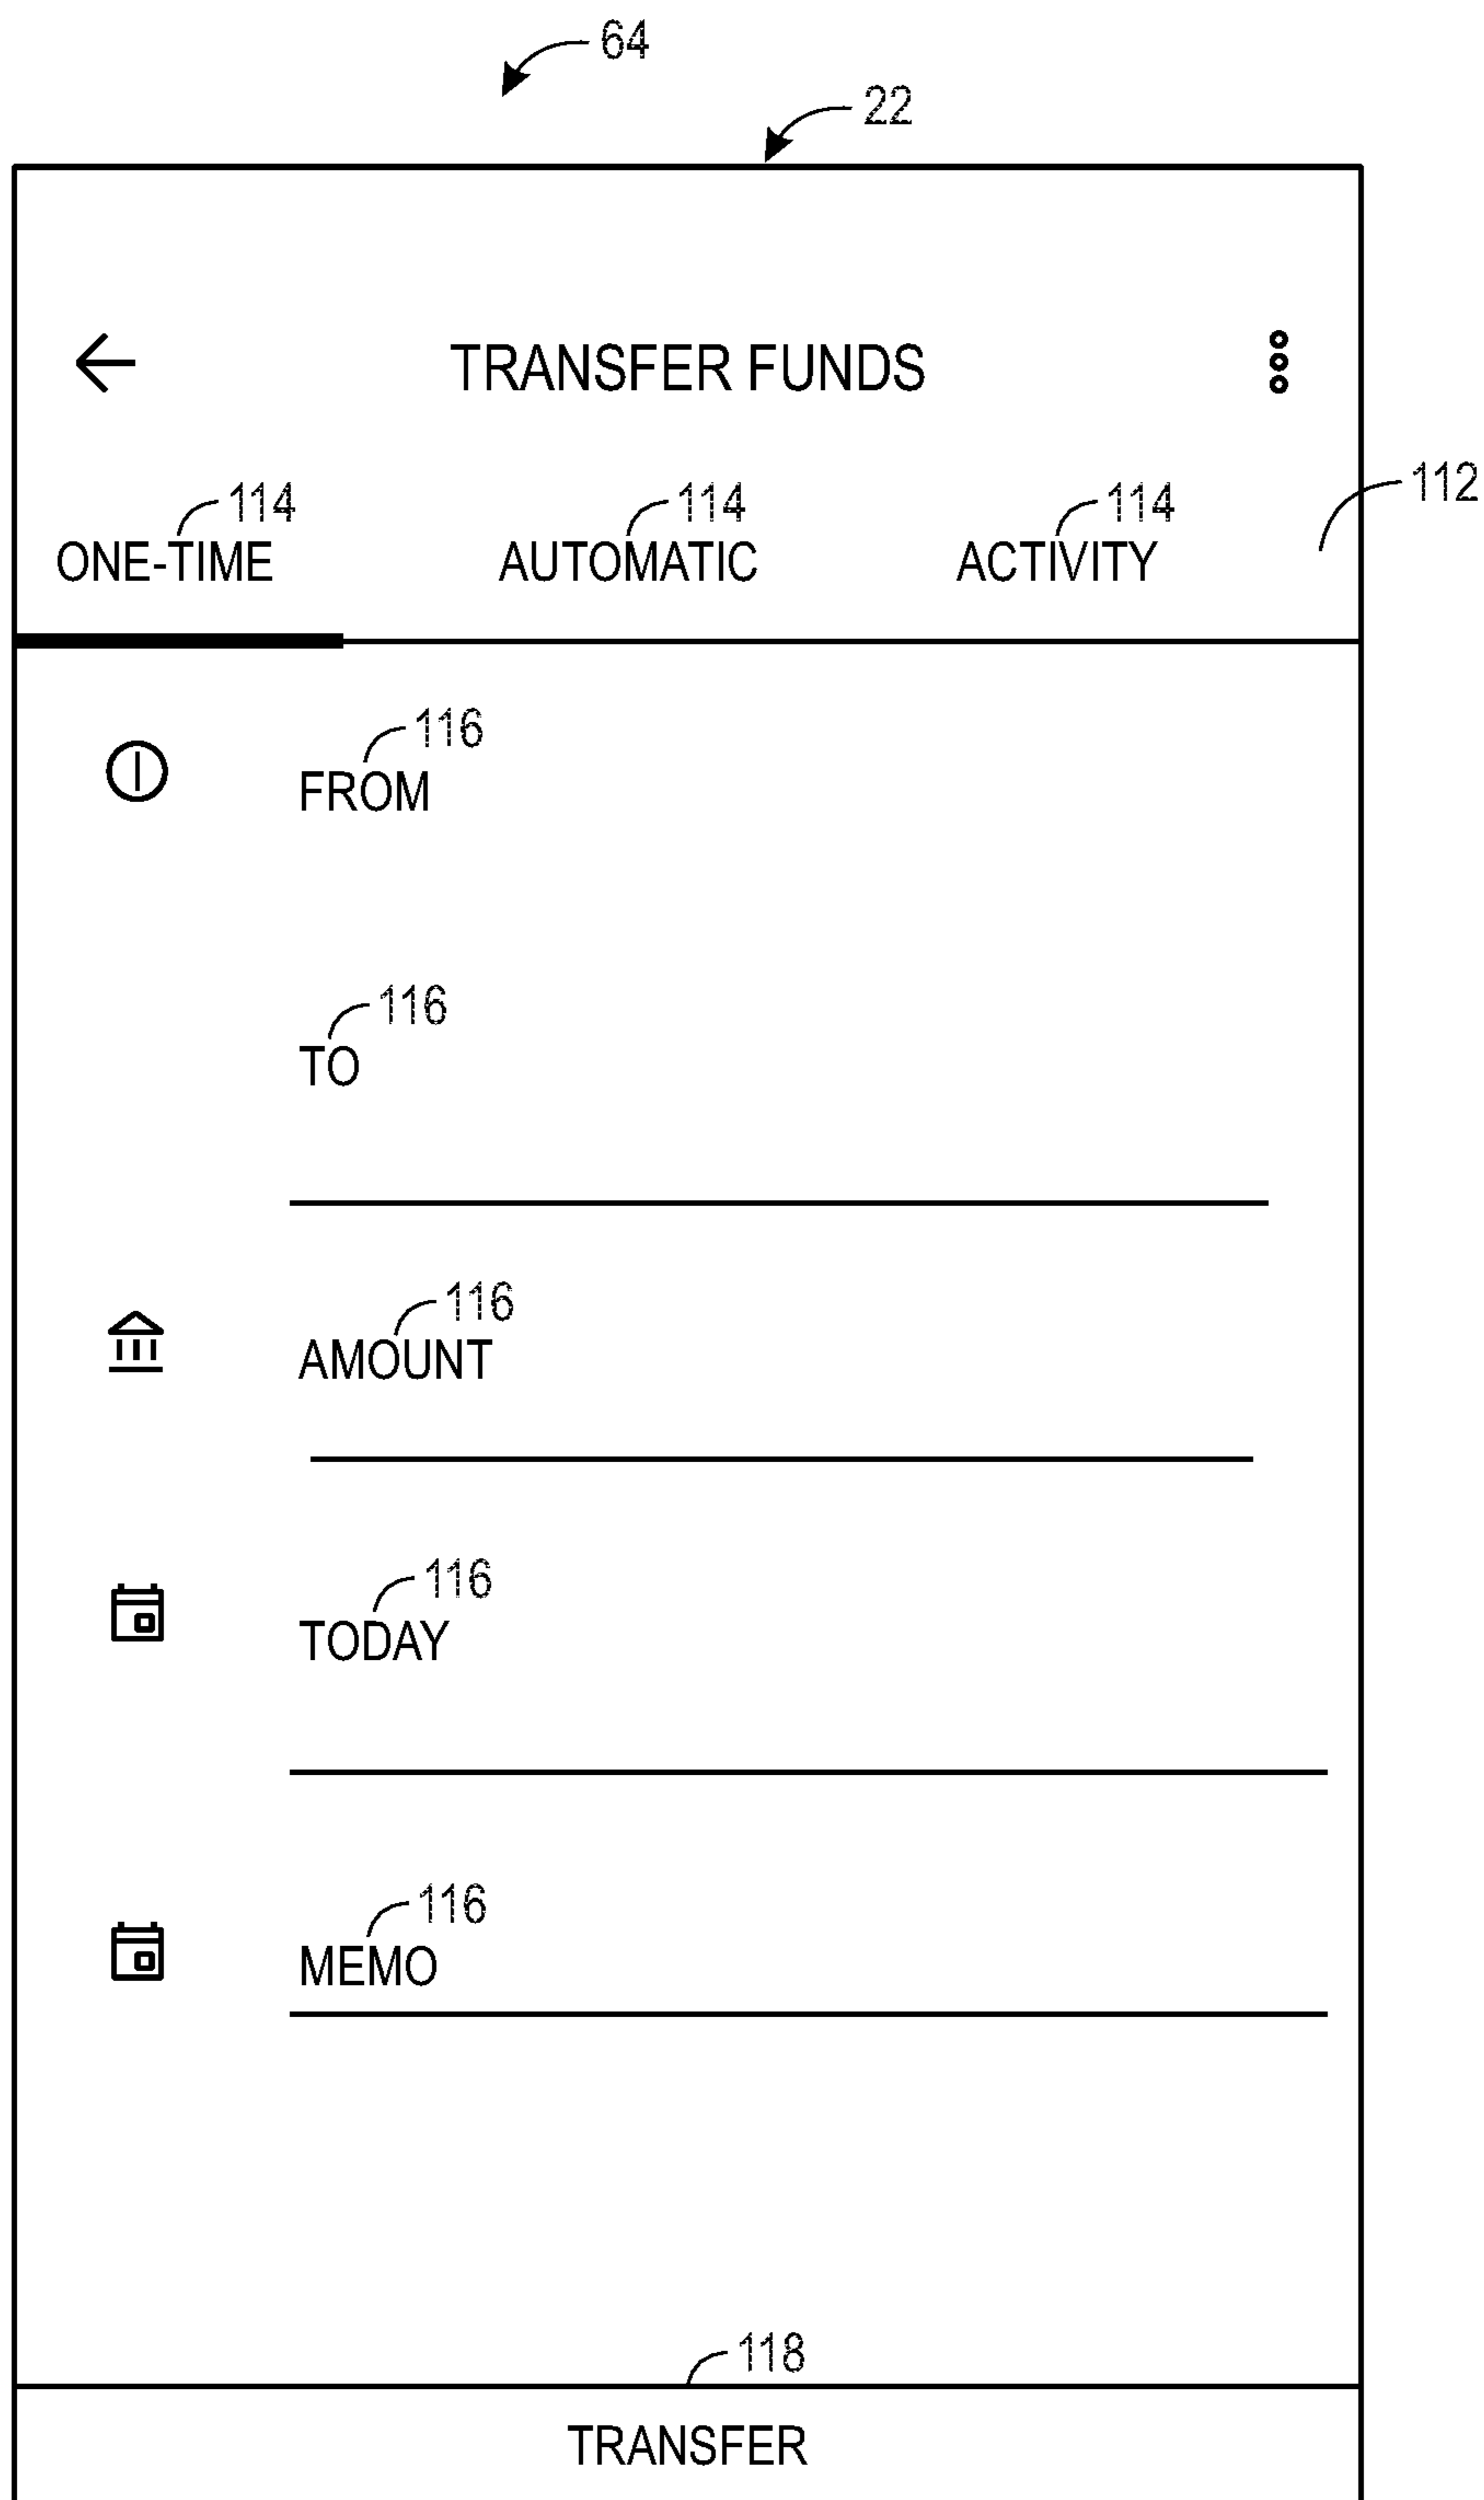 64
22
TRANSFER FUNDS
114 114 114 112
ONE-TIME AUTOMATIC ACTIVITY
116
FROM
116
TO
116
AMOUNT
116
TODAY
116
MEMO
118
TRANSFER